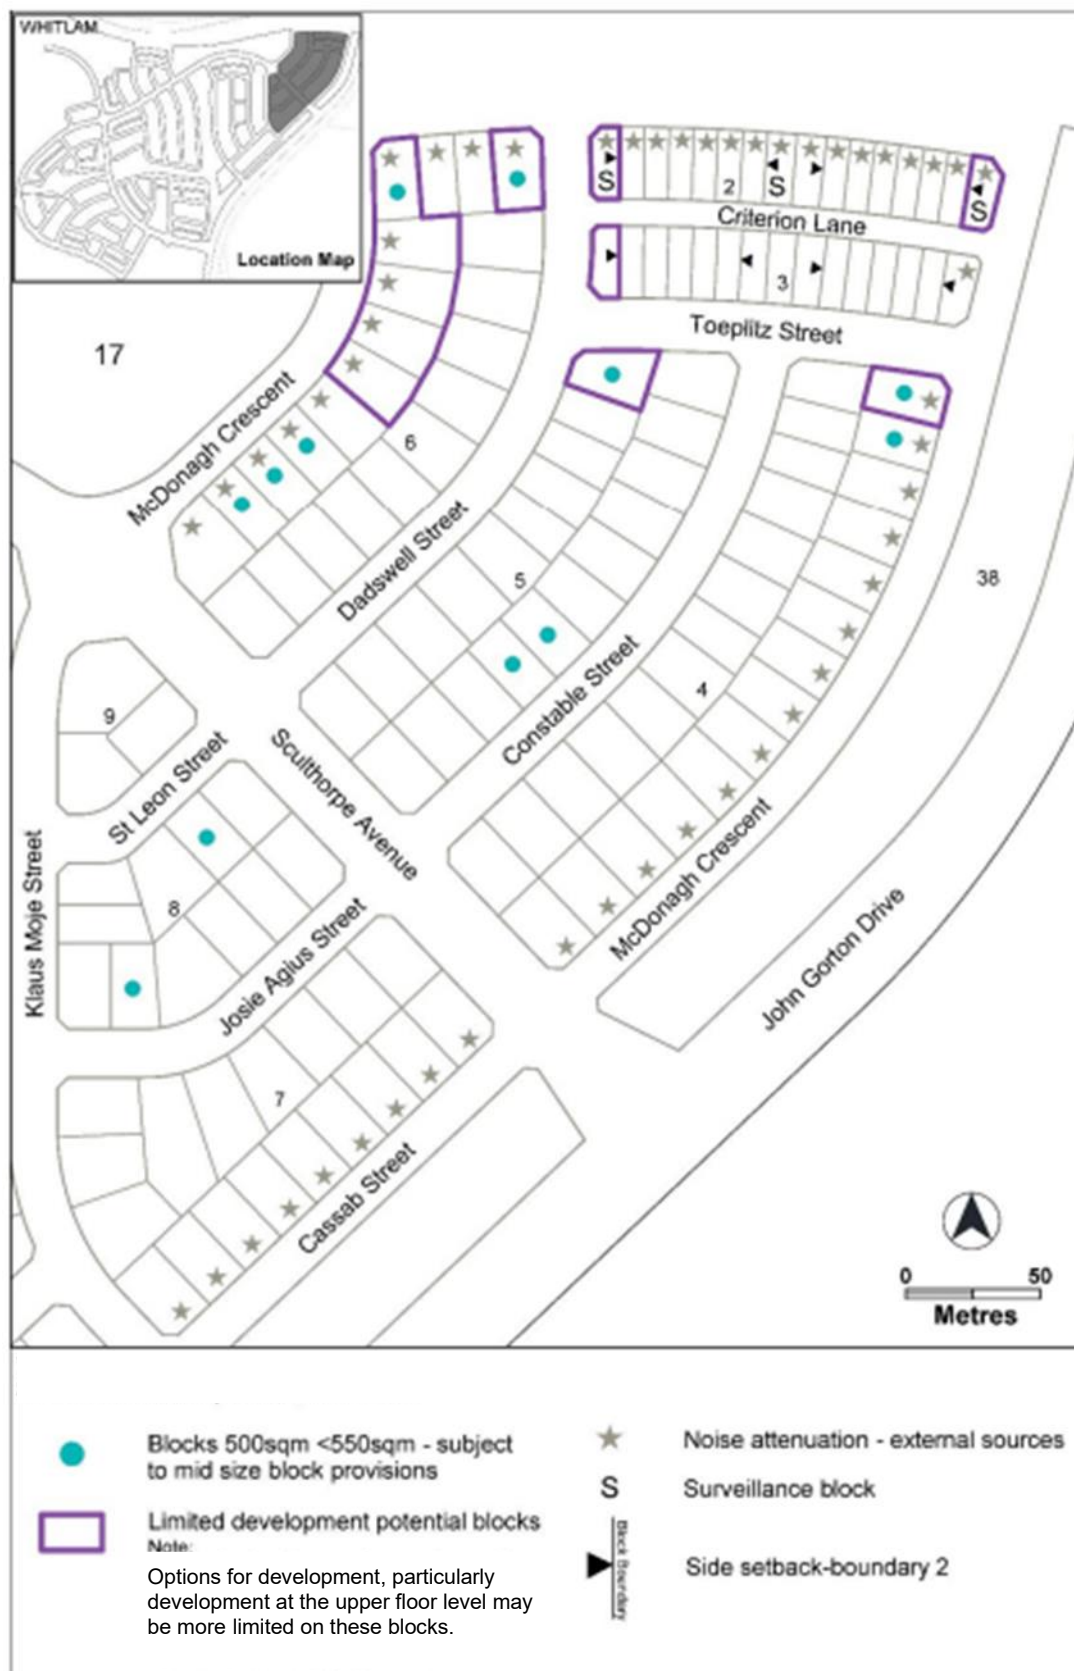 WHITLAM
Location Map
S
2
S
S
Criterion Lane
3
Toeplitz Street
17
McDonagh Crescent
6
Dadswell Street
38
5
Constable Street
4
9
St Leon Street
Sculthorpe Avenue
McDonagh Crescent
Klaus Moje Street
8
Josie Agius Street
John Gorton Drive
7
Cassab Street
0 50
Metres
Blocks 500sqm <550sqm - subject
to mid size block provisions
Limited development potential blocks
Note:
Options for development, particularly
development at the upper floor level may
be more limited on these blocks.
Noise attenuation - external sources
S Surveillance block
Block Boundary
Side setback-boundary 2